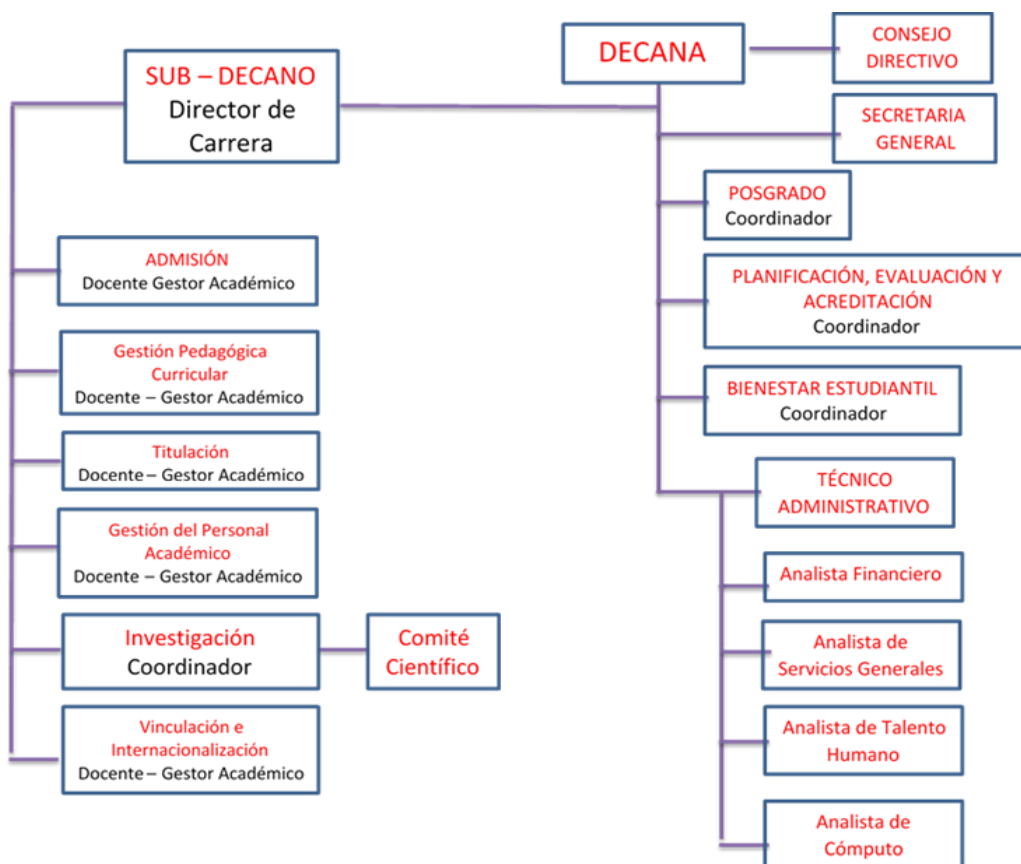 DECANA
CONSEJO
DIRECTIVO
SUB – DECANO
Director de
Carrera
SECRETARIA
GENERAL
POSGRADO
Coordinador
PLANIFICACIÓN, EVALUACIÓN Y
ACREDITACIÓN
Coordinador
BIENESTAR ESTUDIANTIL
Coordinador
TÉCNICO
ADMINISTRATIVO
Analista Financiero
Analista de
Servicios Generales
Analista de Talento
Humano
Analista de
Cómputo
ADMISIÓN
Docente Gestor Académico
Gestión Pedagógica
Curricular
Docente – Gestor Académico
Titulación
Docente – Gestor Académico
Gestión del Personal
Académico
Docente – Gestor Académico
Investigación
Coordinador
Comité
Científico
Vinculación e
Internacionalización
Docente – Gestor Académico